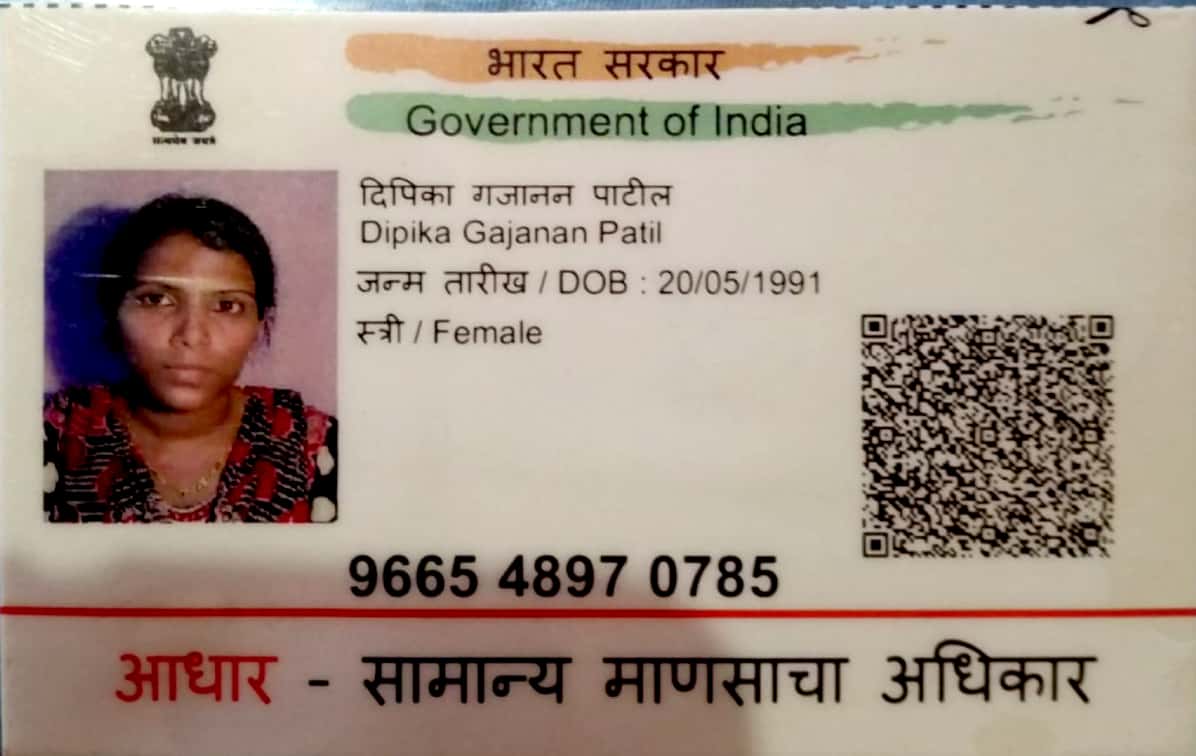 भारत सरकार
Government of India
सत्यमेव जयते
दिपिका गजानन पाटील
Dipika Gajanan Patil
जन्म तारीख / DOB : 20/05/1991
स्त्री / Female
9665 4897 0785
आधार - सामान्य माणसाचा अधिकार